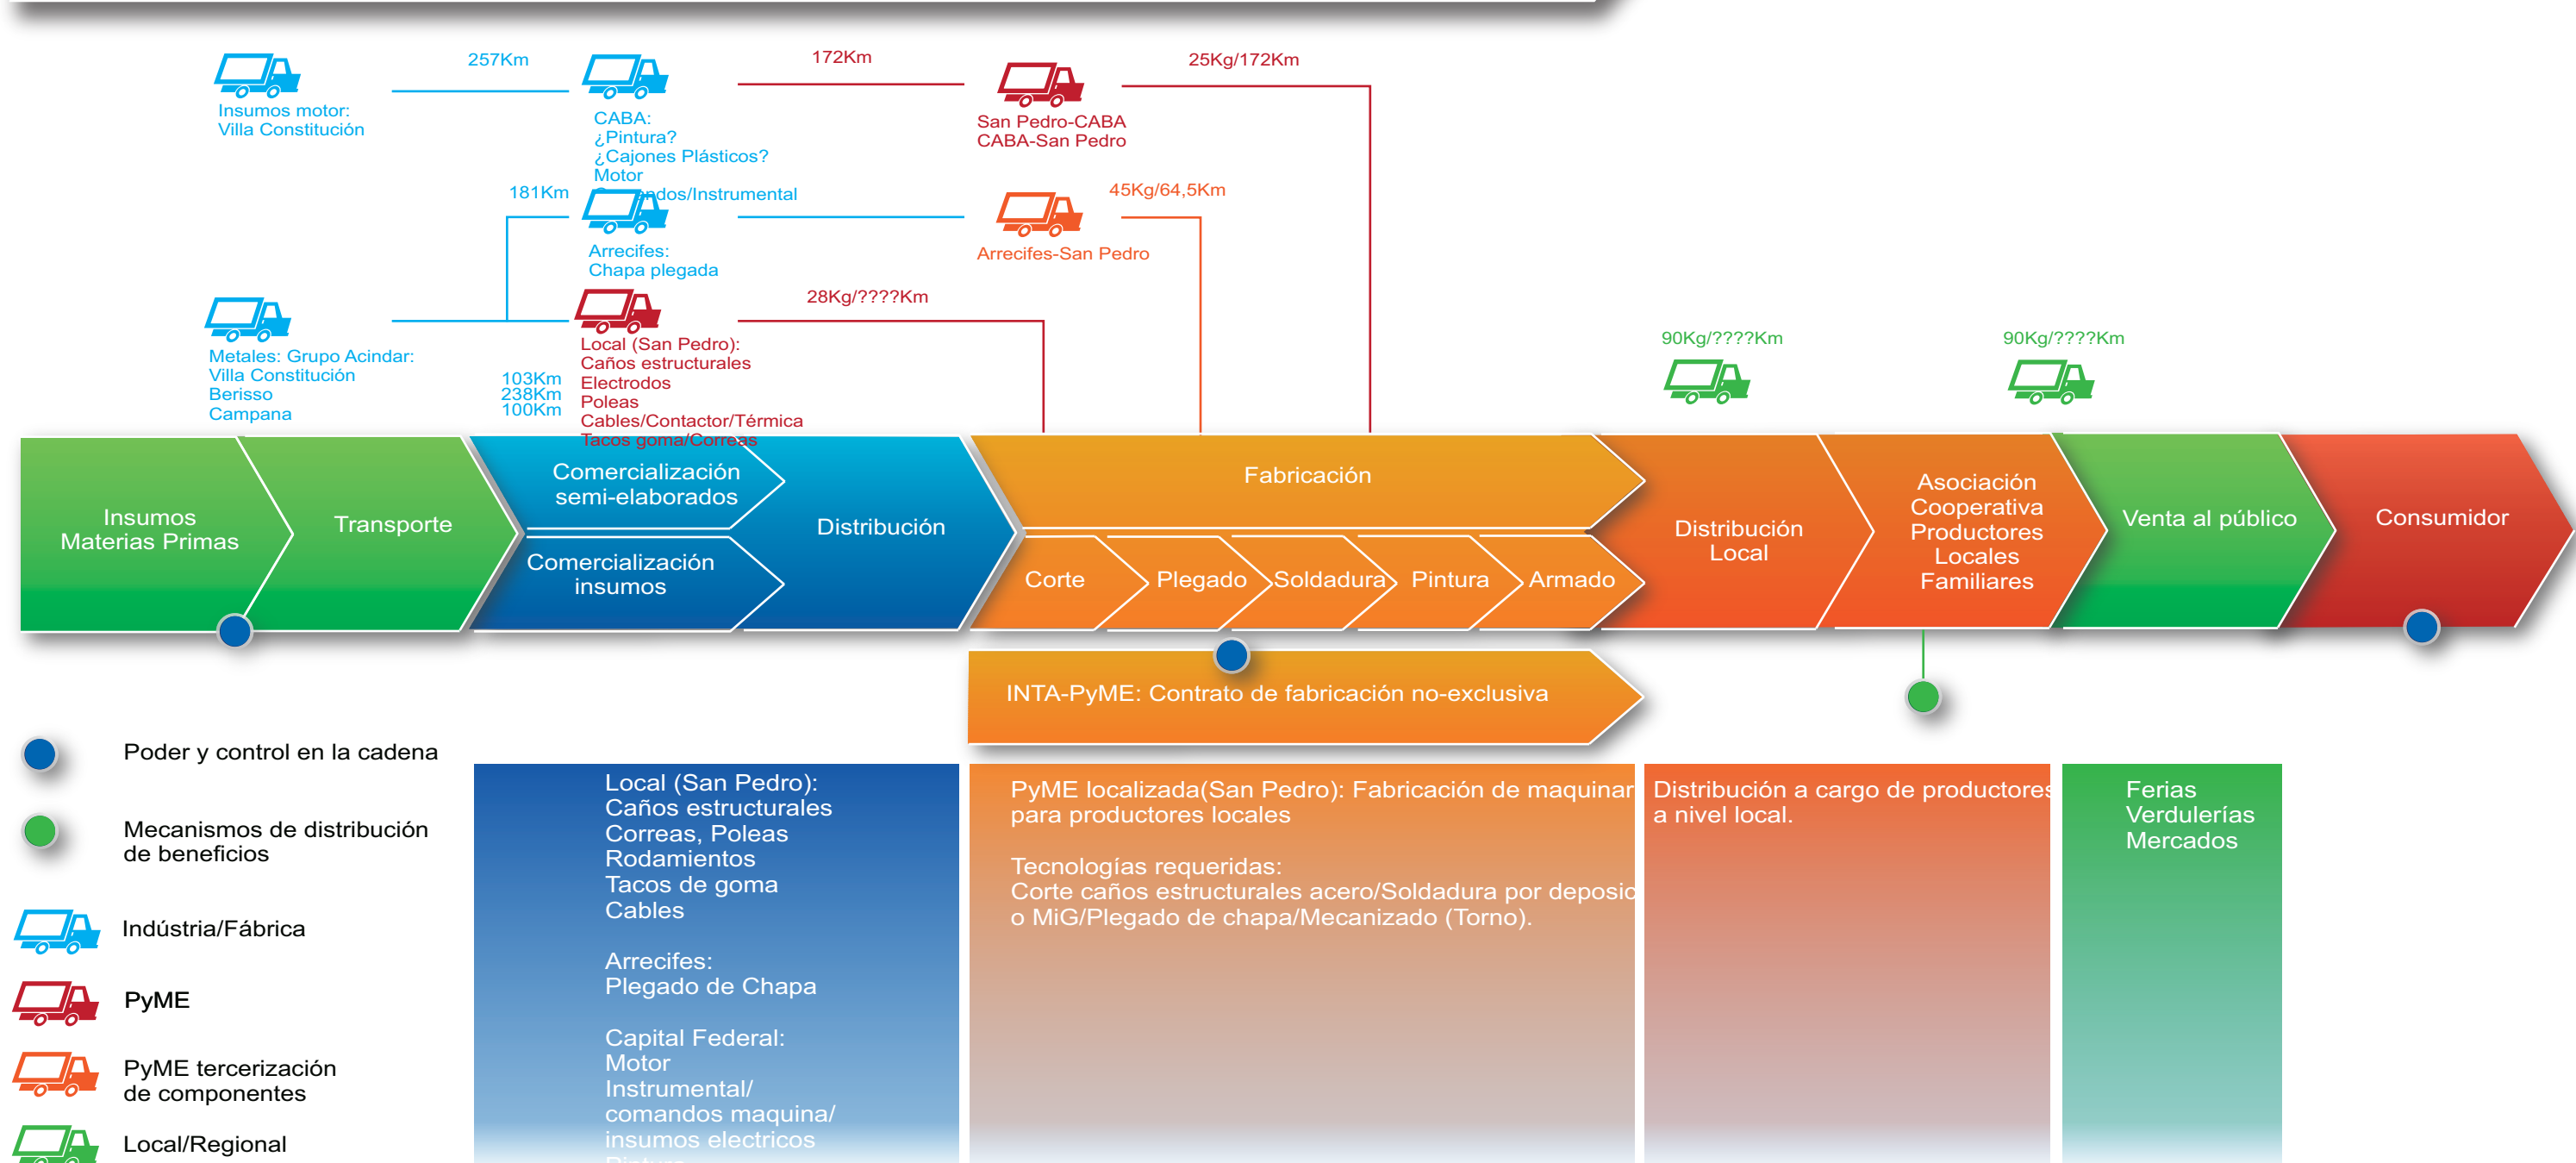 257Km
172Km
25Kg/172Km
Insumos motor:
Villa Constitución
CABA:
¿Pintura?
¿Cajones Plásticos?
Motor
San Pedro-CABA
CABA-San Pedro
181Km
andos/Instrumental
45Kg/64,5Km
Arrecifes:
Chapa plegada
Arrecifes-San Pedro
28Kg/????Km
Metales: Grupo Acindar:
Villa Constitución
Berisso
Campana
103Km
238Km
100Km
Local (San Pedro):
Caños estructurales
Electrodos
Poleas
Cables/Contactor/Térmica
Tacos goma/Correas
90Kg/????Km
90Kg/????Km
Insumos
Materias Primas
Transporte
Comercialización
semi-elaborados
Comercialización
insumos
Distribución
Fabricación
Corte
Plegado
Soldadura
Pintura
Armado
Distribución
Local
Asociación
Cooperativa
Productores
Locales
Familiares
Venta al público
Consumidor
INTA-PyME: Contrato de fabricación no-exclusiva
Poder y control en la cadena
Mecanismos de distribución
de beneficios
Indústria/Fábrica
PyME
PyME tercerización
de componentes
Local/Regional
Local (San Pedro):
Caños estructurales
Correas, Poleas
Rodamientos
Tacos de goma
Cables
Arrecifes:
Plegado de Chapa
Capital Federal:
Motor
Instrumental/
comandos maquina/
insumos electricos
PyME localizada(San Pedro): Fabricación de maquinar
para productores locales
Tecnologías requeridas:
Corte caños estructurales acero/Soldadura por deposic
o MiG/Plegado de chapa/Mecanizado (Torno).
Distribución a cargo de productores
a nivel local.
Ferias
Verdulerías
Mercados